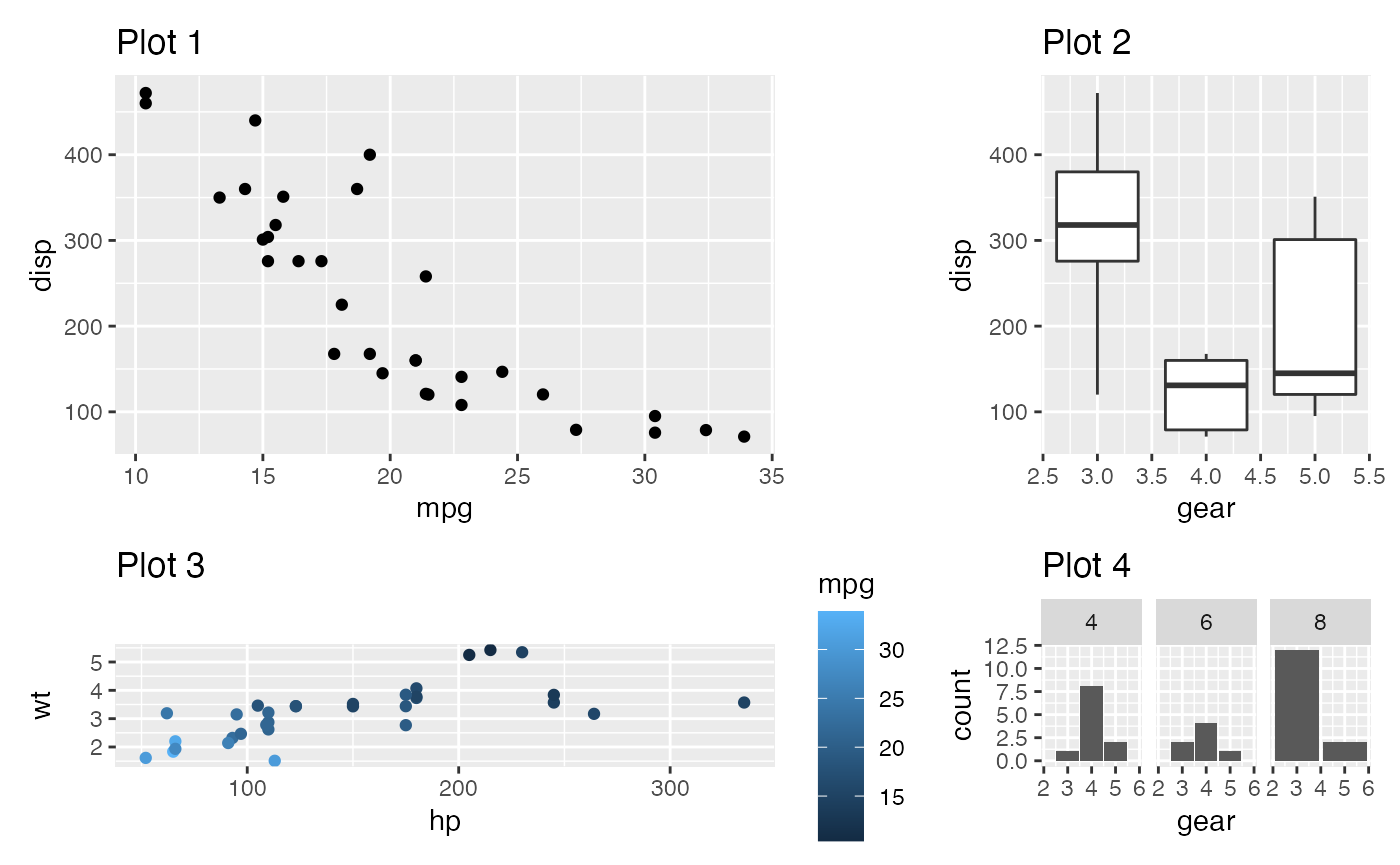 Plot 1
400
300
200
100
disp
10 15 20 25 30 35
mpg
Plot 2
400
300
200
100
disp
2.5 3.0 3.5 4.0 4.5 5.0 5.5
gear
Plot 3
5
4
3
2
wt
100 200 300
hp
mpg
30
25
20
15
Plot 4
4 6 8
12.5
10.0
7.5
5.0
2.5
0.0
count
2 3 4 5 6 2 3 4 5 6 2 3 4 5 6
gear